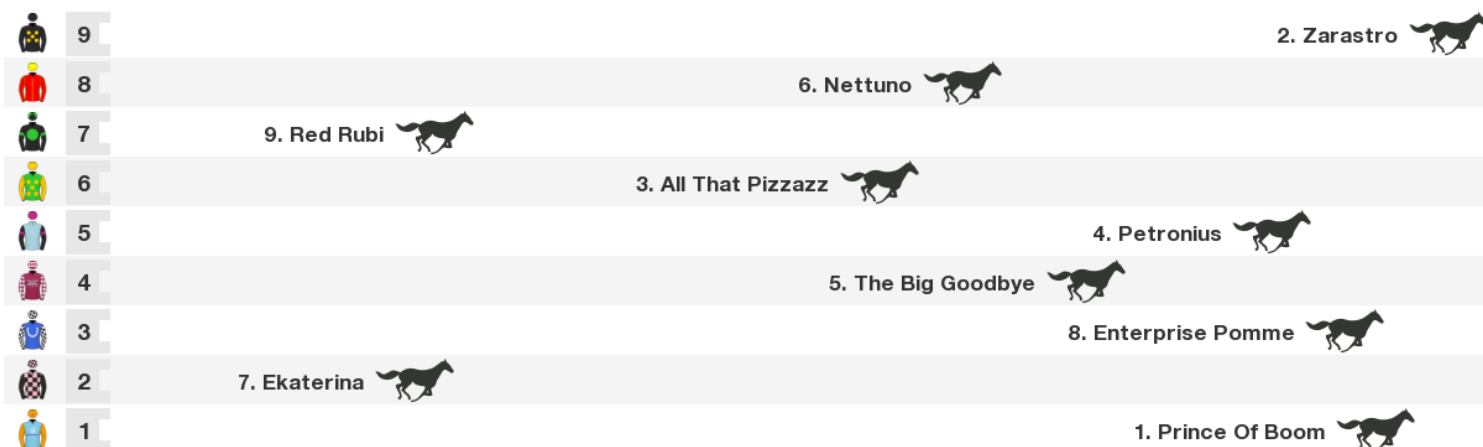 9 2. Zarastro
8 6. Nettuno
7 9. Red Rubi
6 3. All That Pizzazz
5 4. Petronius
4 5. The Big Goodbye
3 8. Enterprise Pomme
2 7. Ekaterina
1 1. Prince Of Boom